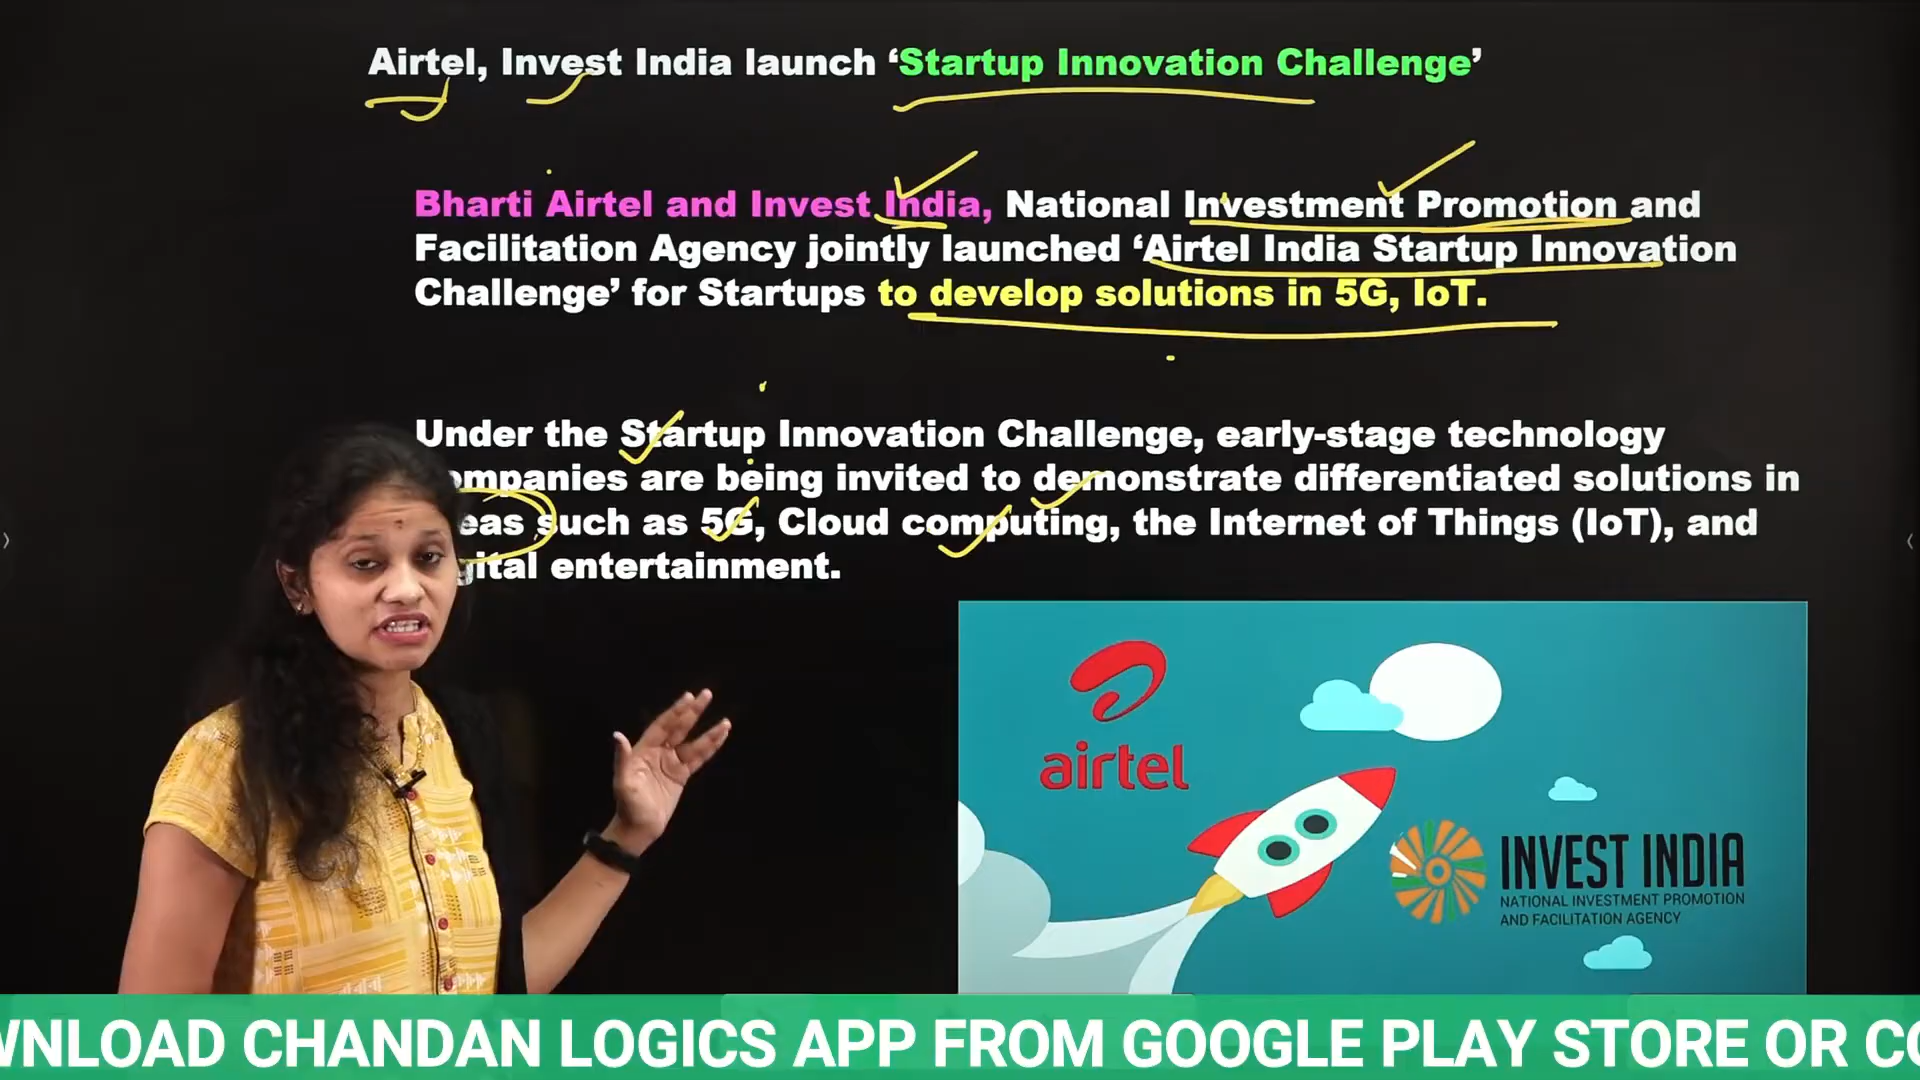 Airtel, Invest India launch ‘Startup Innovation Challenge’
Bharti Airtel and Invest India, National Investment Promotion and
Facilitation Agency jointly launched ‘Airtel India Startup Innovation
Challenge’ for Startups to develop solutions in 5G, IoT.
Under the Startup Innovation Challenge, early-stage technology
ompanies are being invited to demonstrate differentiated solutions in
eas such as 5G, Cloud computing, the Internet of Things (IoT), and
gital entertainment.
airtel
INVEST INDIA
NATIONAL INVESTMENT PROMOTION
AND FACILITATION AGENCY
WNLOAD CHANDAN LOGICS APP FROM GOOGLE PLAY STORE OR CO